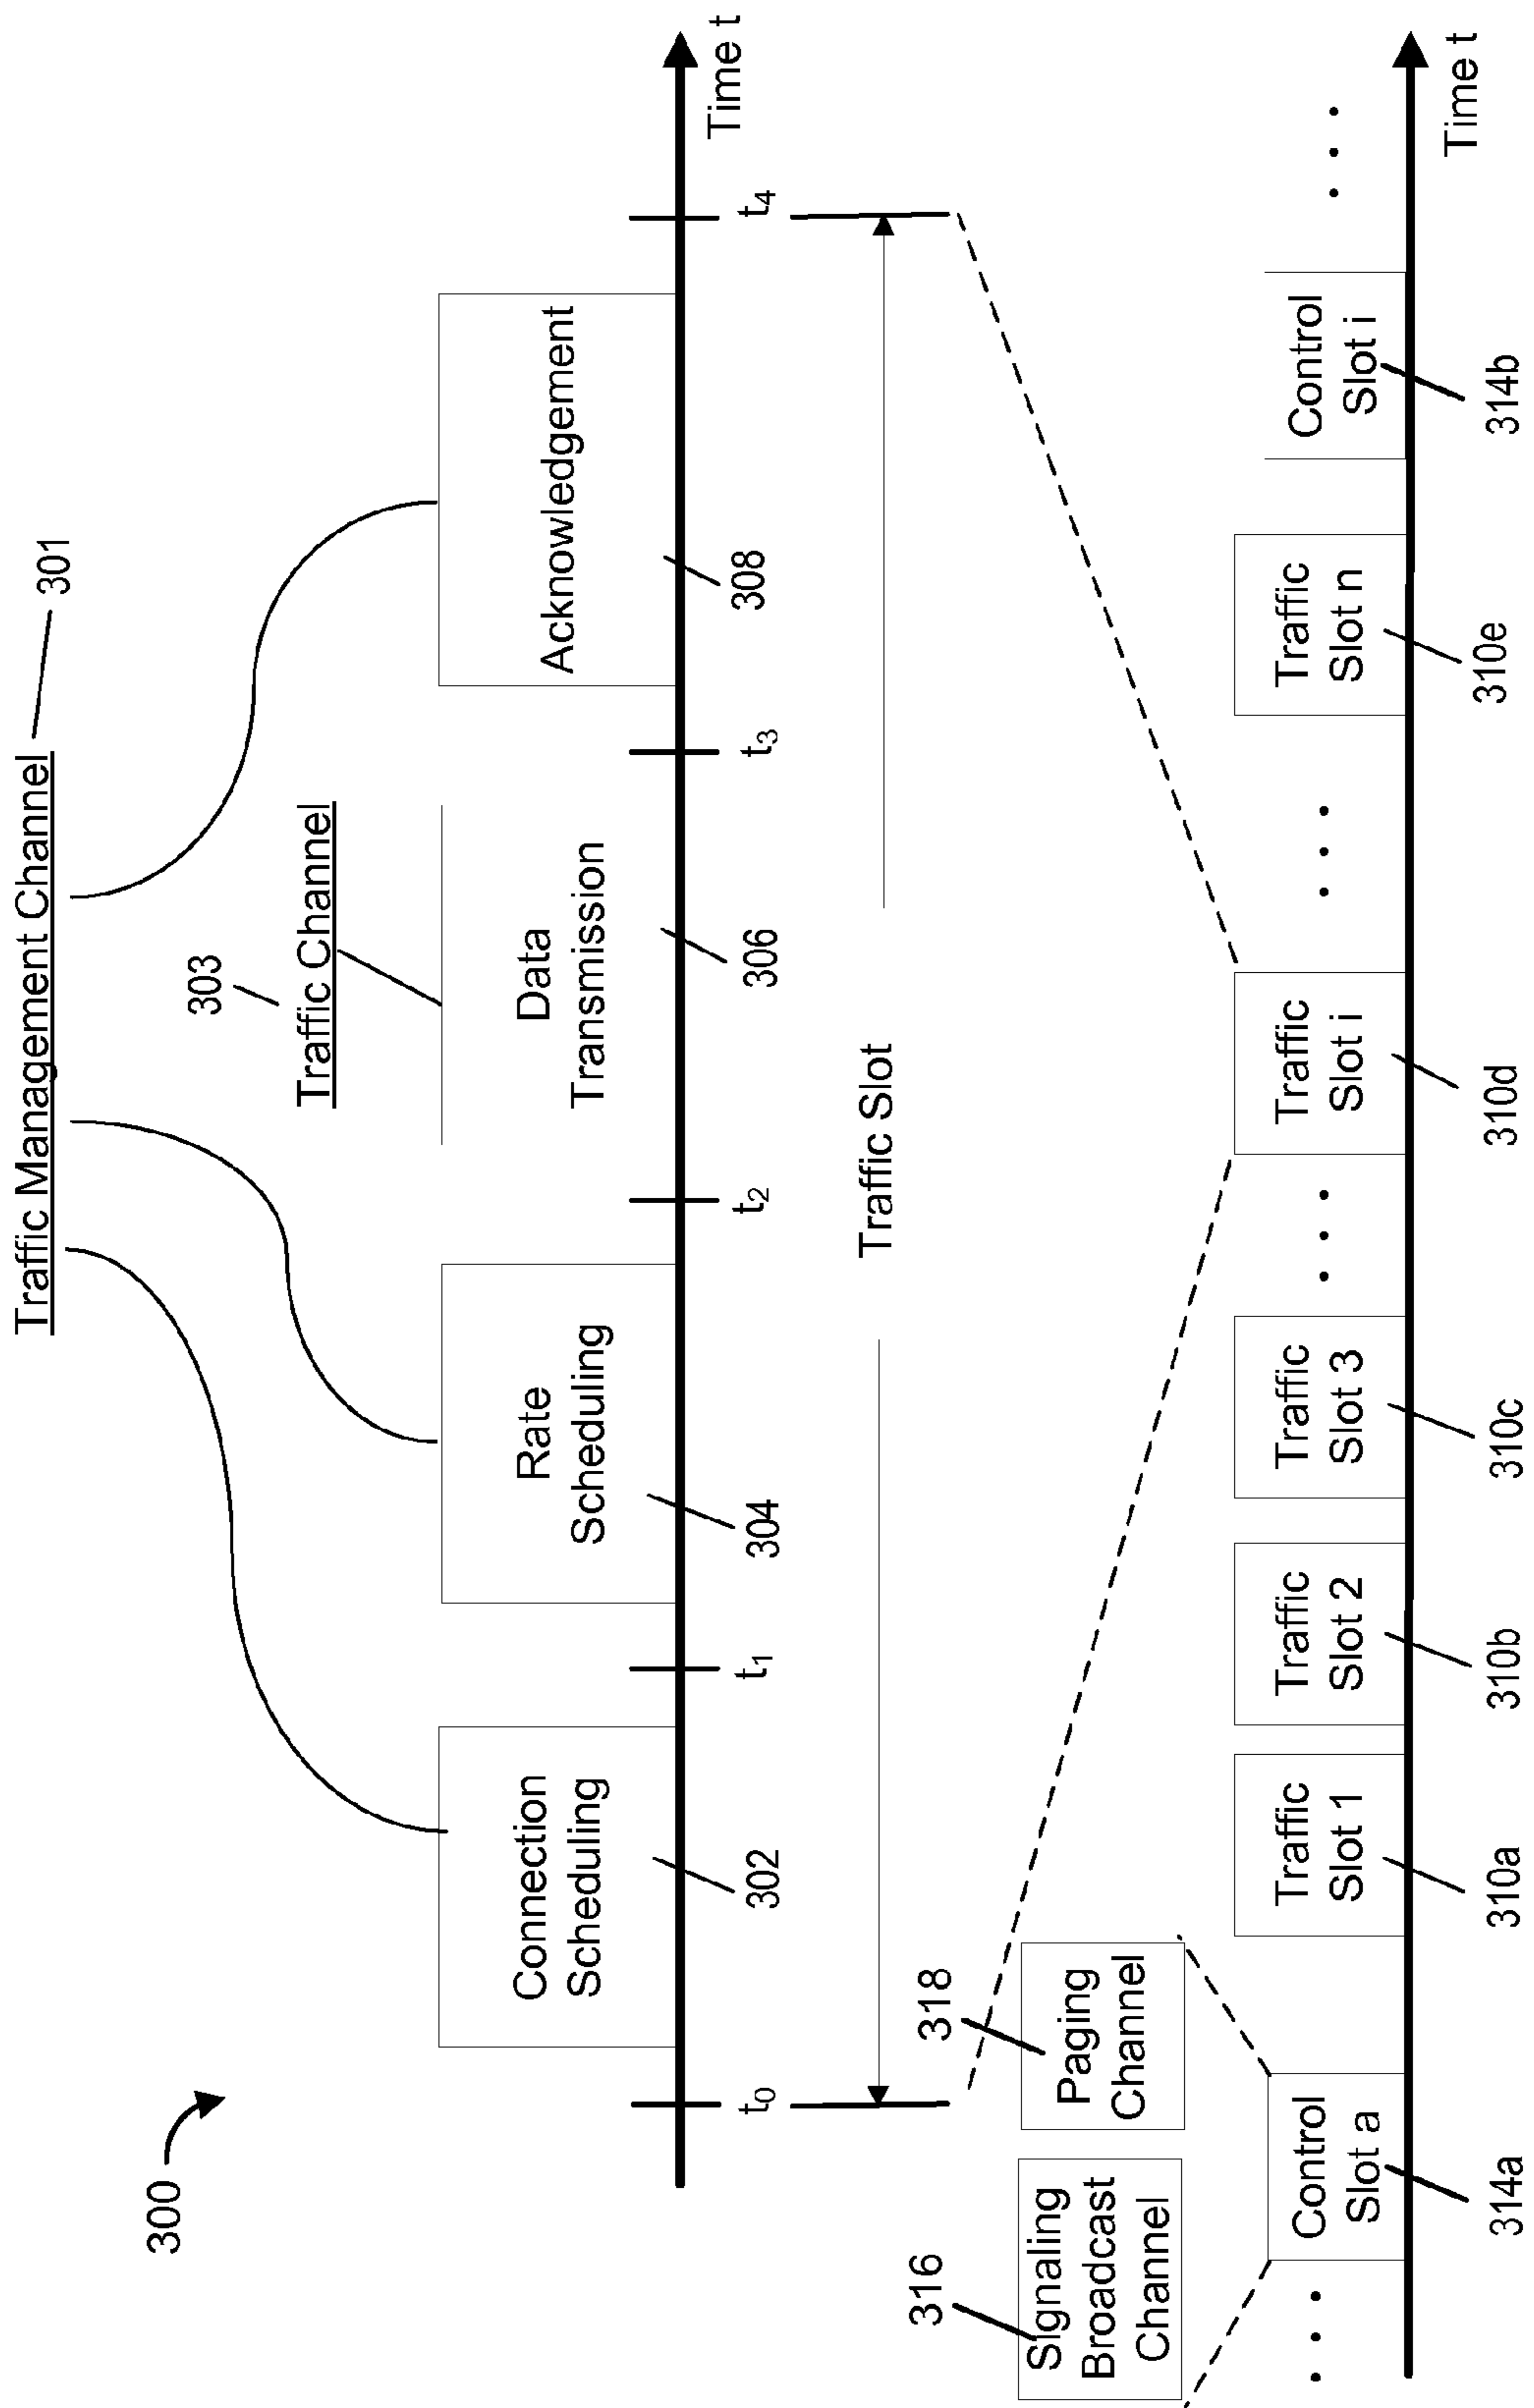 300
Traffic Management Channel
301
303
Traffic Channel
Connection
Scheduling
Rate
Scheduling
Data
Transmission
Acknowledgement
302
304
306
308
t0
t1
t2
t3
t4
Time t
Traffic Slot
316
318
Signaling
Broadcast
Channel
Paging
Channel
. . .
Control
Slot a
Traffic
Slot 1
Traffic
Slot 2
Traffic
Slot 3
. . .
Traffic
Slot i
. . .
Traffic
Slot n
Control
Slot i
. . .
314a
310a
310b
310c
310d
310e
314b
Time t